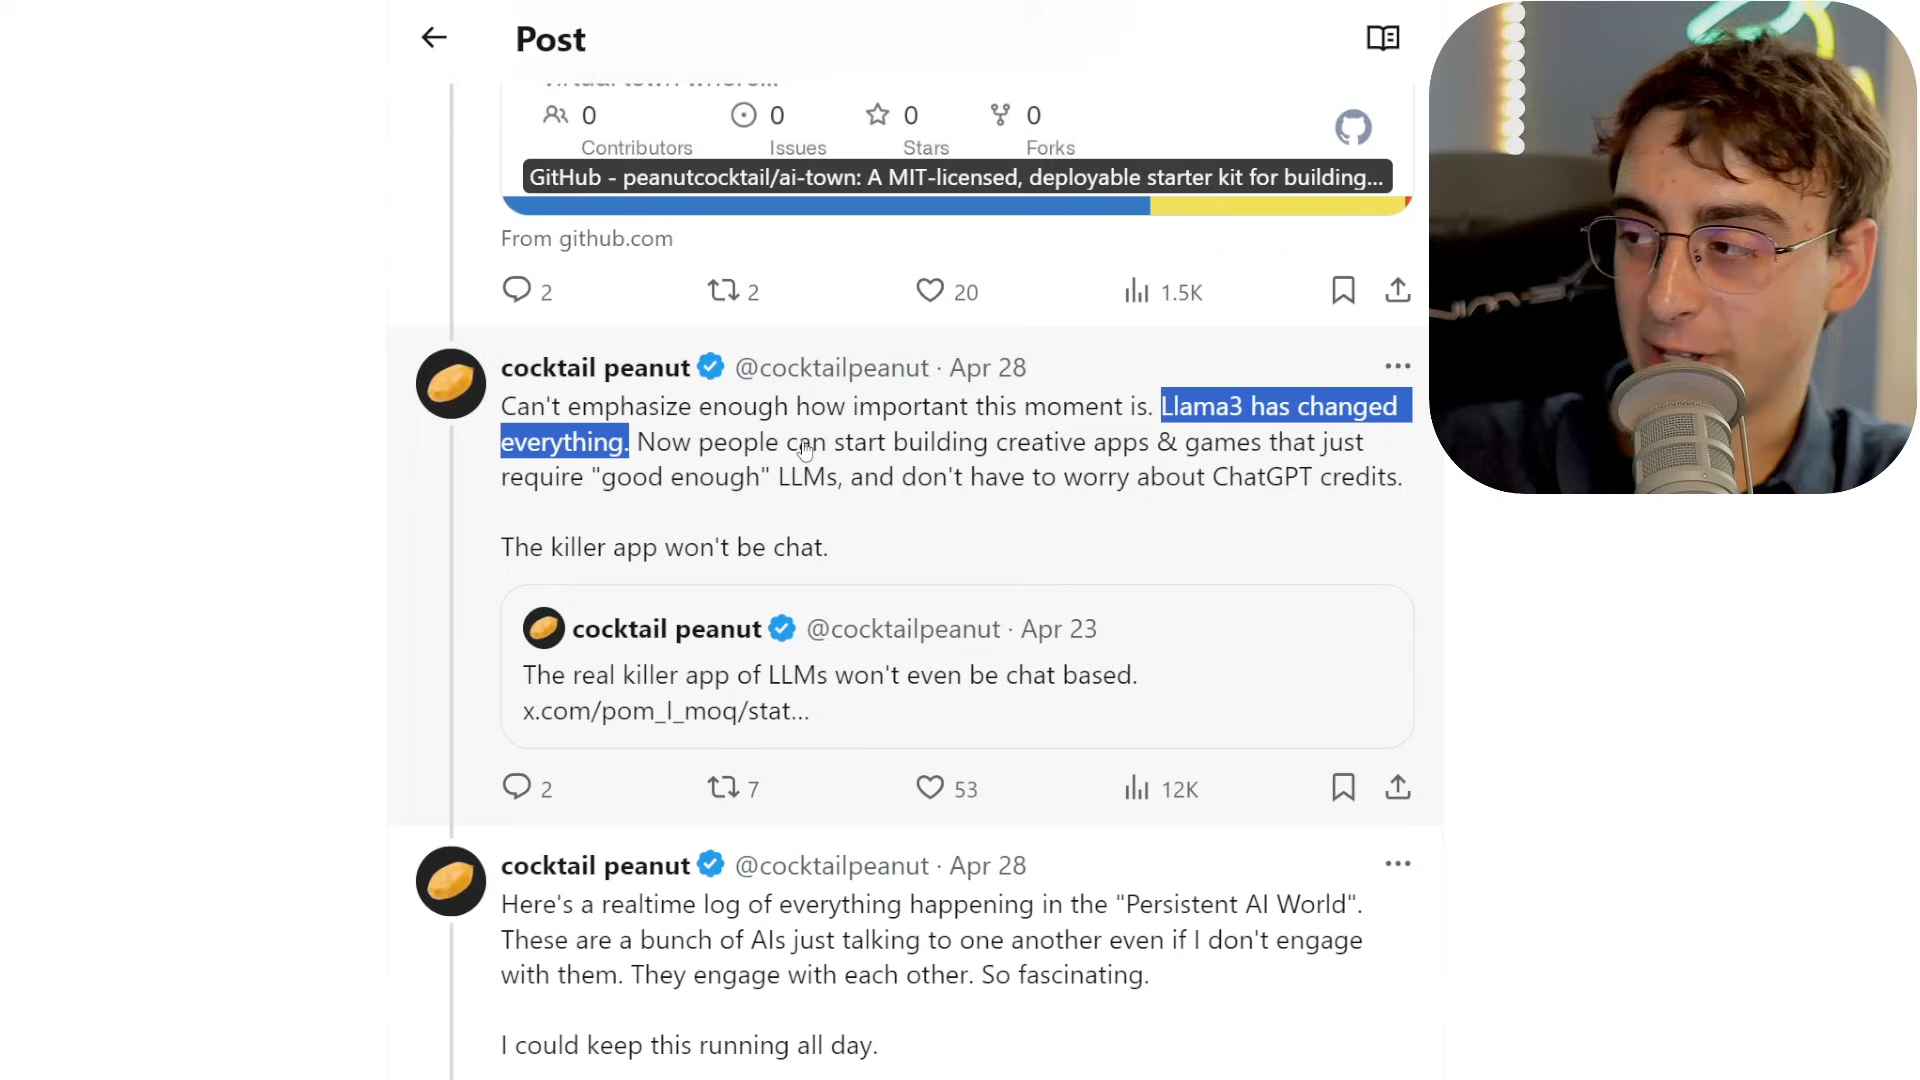 Post
0
0
0
0
Contributors
Issues
Stars
Forks
GitHub - peanutcocktail/ai-town: A MIT-licensed, deployable starter kit for building...
From github.com
2
2
20
1.5K
cocktail peanut @cocktailpeanut · Apr 28
Can't emphasize enough how important this moment is. Llama3 has changed
everything. Now people can start building creative apps & games that just
require "good enough" LLMs, and don't have to worry about ChatGPT credits.
The killer app won't be chat.
cocktail peanut @cocktailpeanut · Apr 23
The real killer app of LLMs won't even be chat based.
x.com/pom_l_moq/stat...
2
7
53
12K
cocktail peanut @cocktailpeanut · Apr 28
Here's a realtime log of everything happening in the "Persistent AI World".
These are a bunch of AIs just talking to one another even if I don't engage
with them. They engage with each other. So fascinating.
I could keep this running all day.